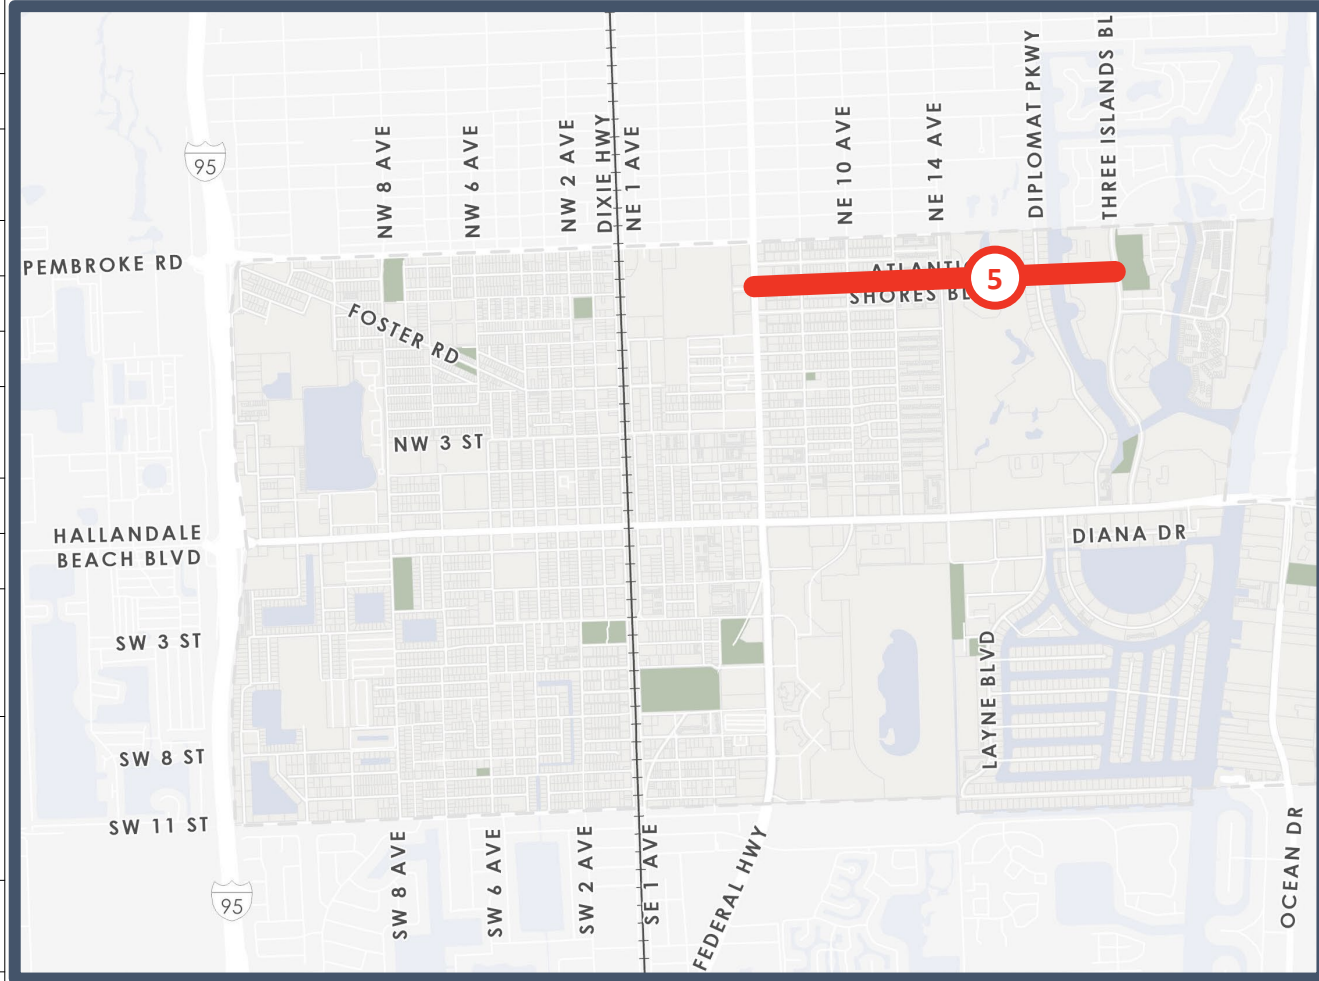 THREE ISLANDS BL
DIPLOMAT PKWY
NE 14 AVE
NE 10 AVE
NE 1 AVE
DIXIE HWY
NW 2 AVE
NW 6 AVE
NW 8 AVE
95
PEMBROKE RD
ATLANTI
SHORES BL
5
FOSTER RD
NW 3 ST
HALLANDALE
BEACH BLVD
DIANA DR
SW 3 ST
LAYNE BLVD
SW 8 ST
SW 11 ST
SW 8 AVE
SW 6 AVE
SW 2 AVE
SE 1 AVE
FEDERAL HWY
OCEAN DR
95